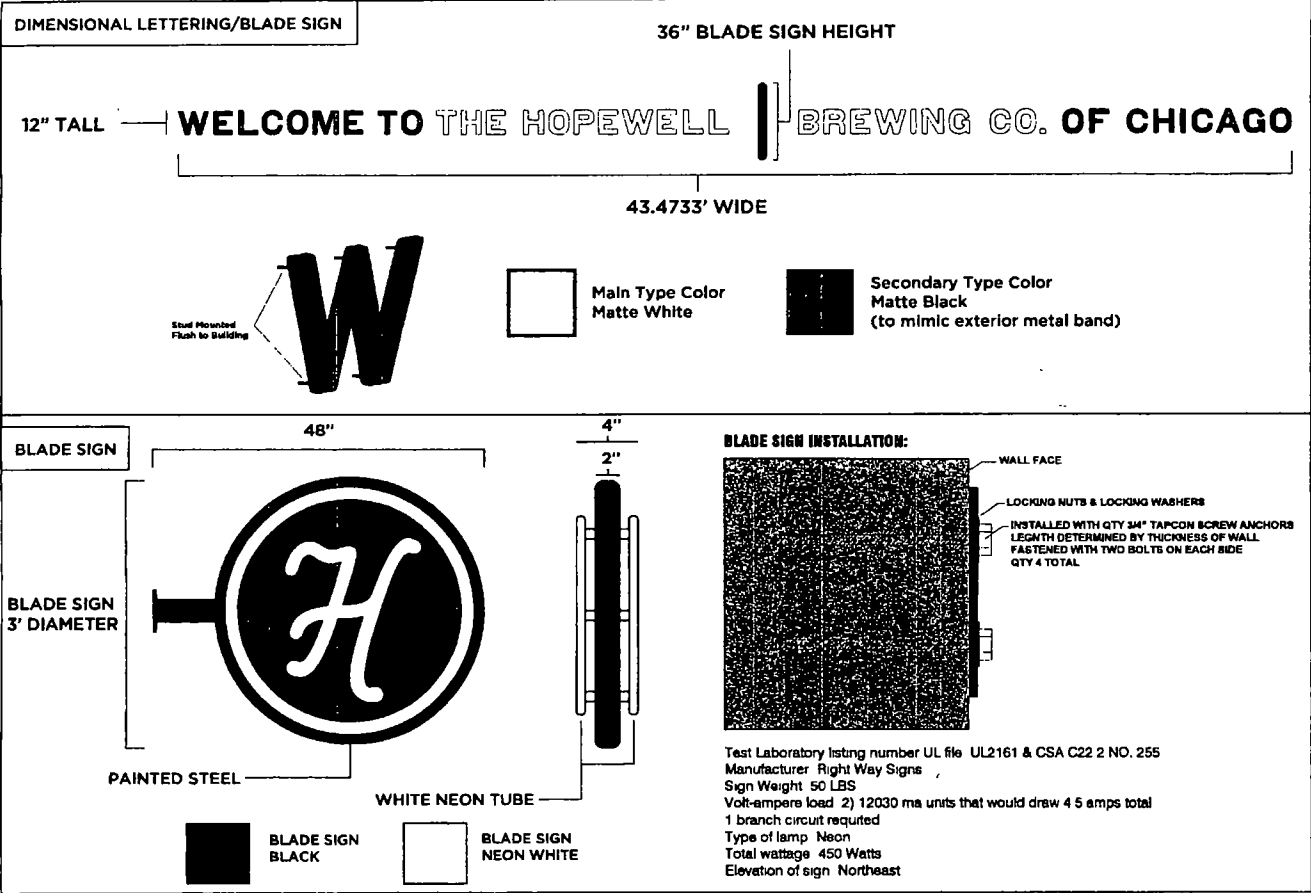 DIMENSIONAL LETTERING/BLADE SIGN
36" BLADE SIGN HEIGHT
12" TALL
WELCOME TO THE HOPEWELL BREWING CO. OF CHICAGO
43.4733' WIDE
Stud Mounted
Flush to Building
Main Type Color
Matte White
Secondary Type Color
Matte Black
(to mimic exterior metal band)
BLADE SIGN
48"
4"
2"
BLADE SIGN
3' DIAMETER
H
PAINTED STEEL
WHITE NEON TUBE
BLADE SIGN
BLACK
BLADE SIGN
NEON WHITE
BLADE SIGN INSTALLATION:
WALL FACE
LOCKING NUTS & LOCKING WASHERS
INSTALLED WITH QTY 3/4" TAPCON SCREW ANCHORS
LEGNTH DETERMINED BY THICKNESS OF WALL
FASTENED WITH TWO BOLTS ON EACH SIDE
QTY 4 TOTAL
Test Laboratory listing number UL file UL2161 & CSA C22 2 NO. 255
Manufacturer Right Way Signs
Sign Weight 50 LBS
Volt-ampere load 2) 12030 ma units that would draw 4 5 amps total
1 branch circuit requited
Type of lamp Neon
Total wattage 450 Watts
Elevation of sign Northeast